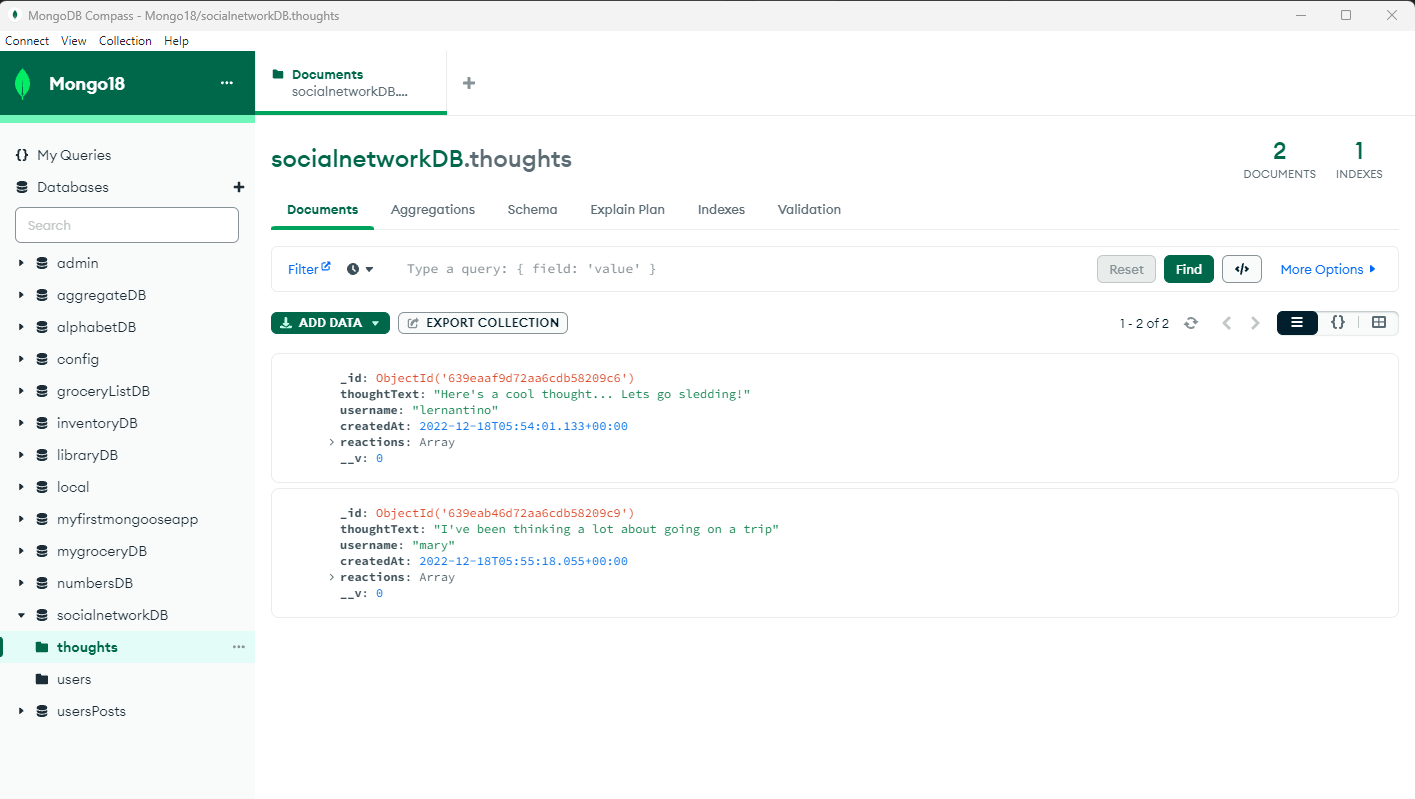 MongoDB Compass - Mongo18/socialnetworkDB.thoughts
Connect View Collection Help
Mongo18
Documents
socialnetworkDB....
{} My Queries
Databases
Search
admin
aggregateDB
alphabetDB
config
groceryListDB
inventoryDB
libraryDB
local
myfirstmongooseapp
mygroceryDB
numbersDB
socialnetworkDB
thoughts
users
usersPosts
socialnetworkDB.thoughts
2 DOCUMENTS
1 INDEXES
Documents Aggregations Schema Explain Plan Indexes Validation
Filter Type a query: { field: 'value' } Reset Find </> More Options
ADD DATA EXPORT COLLECTION 1 - 2 of 2 {}
_id: ObjectId('639eaaf9d72aa6cdb58209c6')
thoughtText: "Here's a cool thought... Lets go sledding!"
username: "lernantino"
createdAt: 2022-12-18T05:54:01.133+00:00
reactions: Array
__v: 0
_id: ObjectId('639eab46d72aa6cdb58209c9')
thoughtText: "I've been thinking a lot about going on a trip"
username: "mary"
createdAt: 2022-12-18T05:55:18.055+00:00
reactions: Array
__v: 0